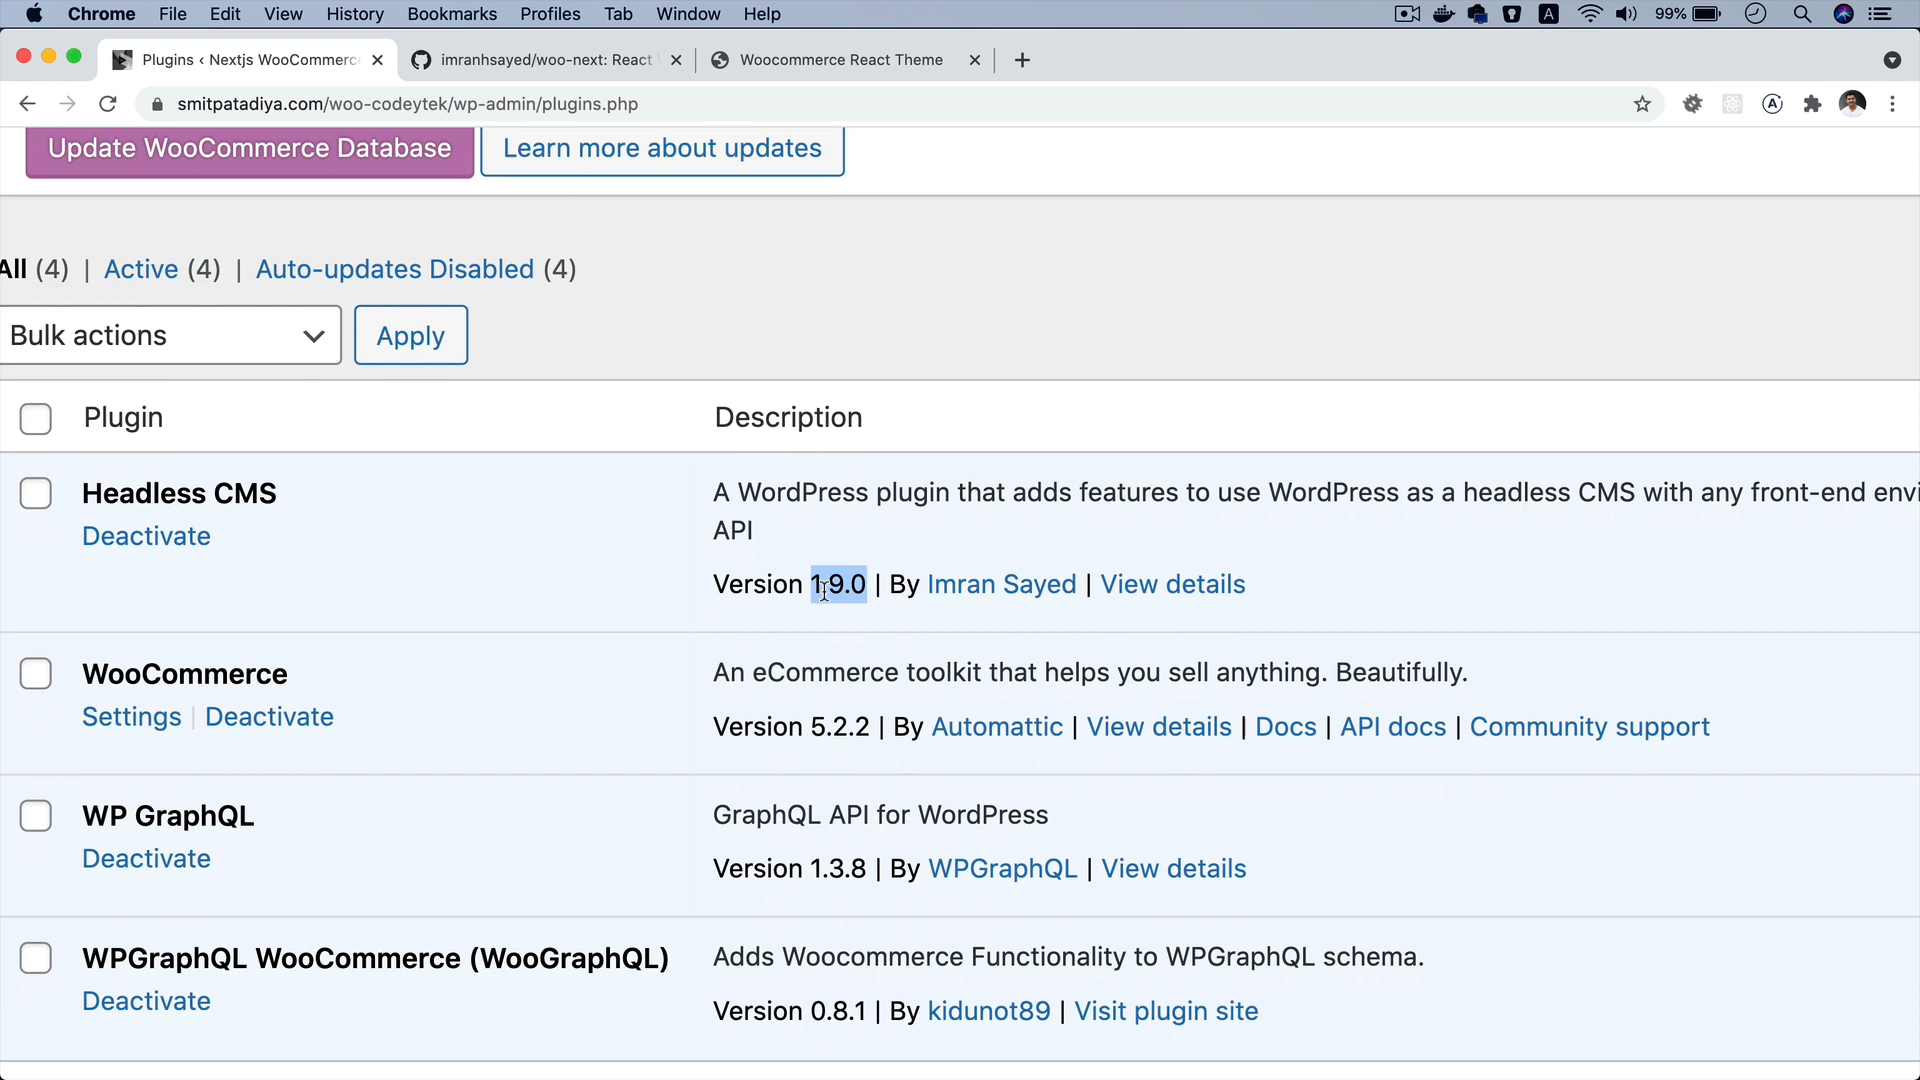 Chrome File Edit View History Bookmarks Profiles Tab Window Help A 99%
Plugins ‹ Nextjs WooCommerce imranhsayed/woo-next: React Woocommerce React Theme
smitpatadiya.com/woo-codeytek/wp-admin/plugins.php
Update WooCommerce Database Learn more about updates
All (4) | Active (4) | Auto-updates Disabled (4)
Bulk actions Apply
Plugin Description
Headless CMS A WordPress plugin that adds features to use WordPress as a headless CMS with any front-end envi
Deactivate API
Version 1.9.0 | By Imran Sayed | View details
WooCommerce An eCommerce toolkit that helps you sell anything. Beautifully.
Settings | Deactivate Version 5.2.2 | By Automattic | View details | Docs | API docs | Community support
WP GraphQL GraphQL API for WordPress
Deactivate Version 1.3.8 | By WPGraphQL | View details
WPGraphQL WooCommerce (WooGraphQL) Adds Woocommerce Functionality to WPGraphQL schema.
Deactivate Version 0.8.1 | By kidunot89 | Visit plugin site